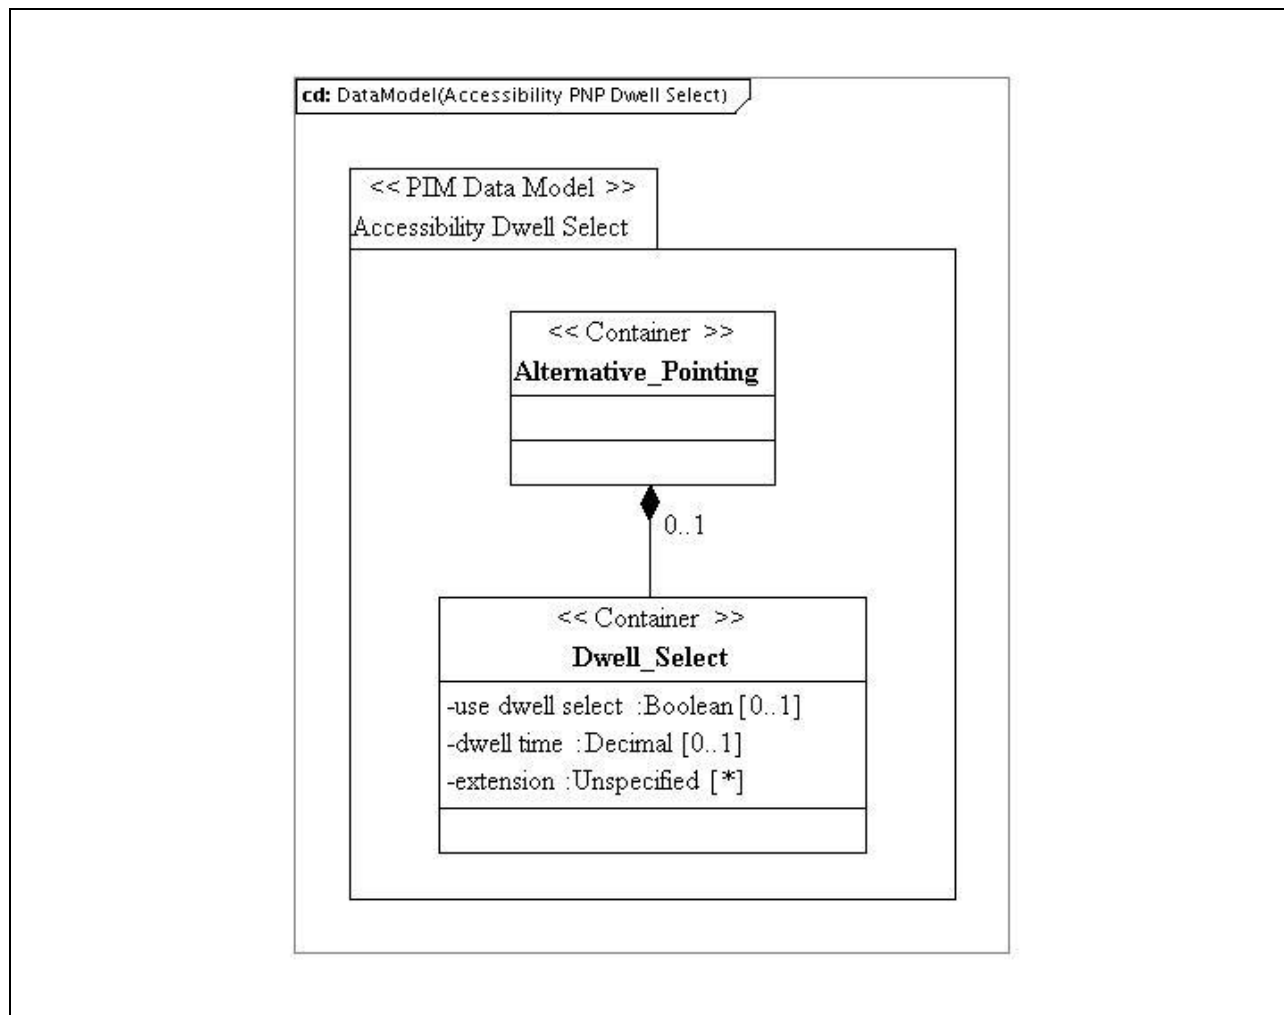 cd: DataModel(Accessibility PNP Dwell Select)
<< PIM Data Model >>
Accessibility Dwell Select
<< Container >>
Alternative_Pointing
0..1
<< Container >>
Dwell_Select
-use dwell select :Boolean [0..1]
-dwell time :Decimal [0..1]
-extension :Unspecified [*]